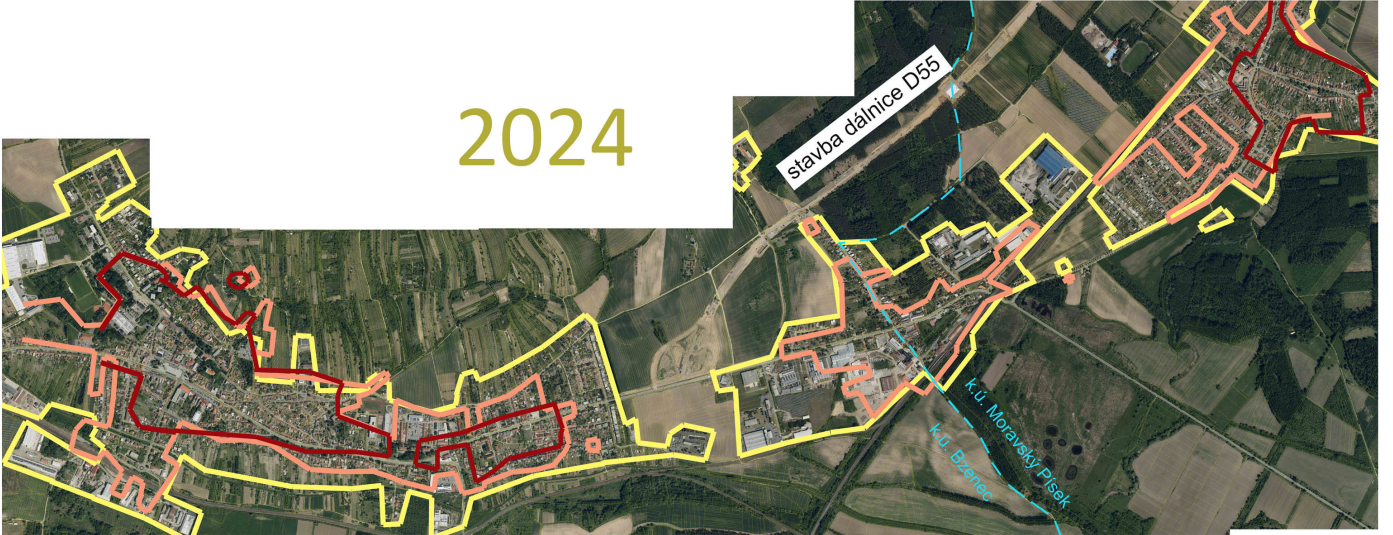 2024
stavba dálnice D55
k.ú. Moravský Písek
k.ú. Bzenec